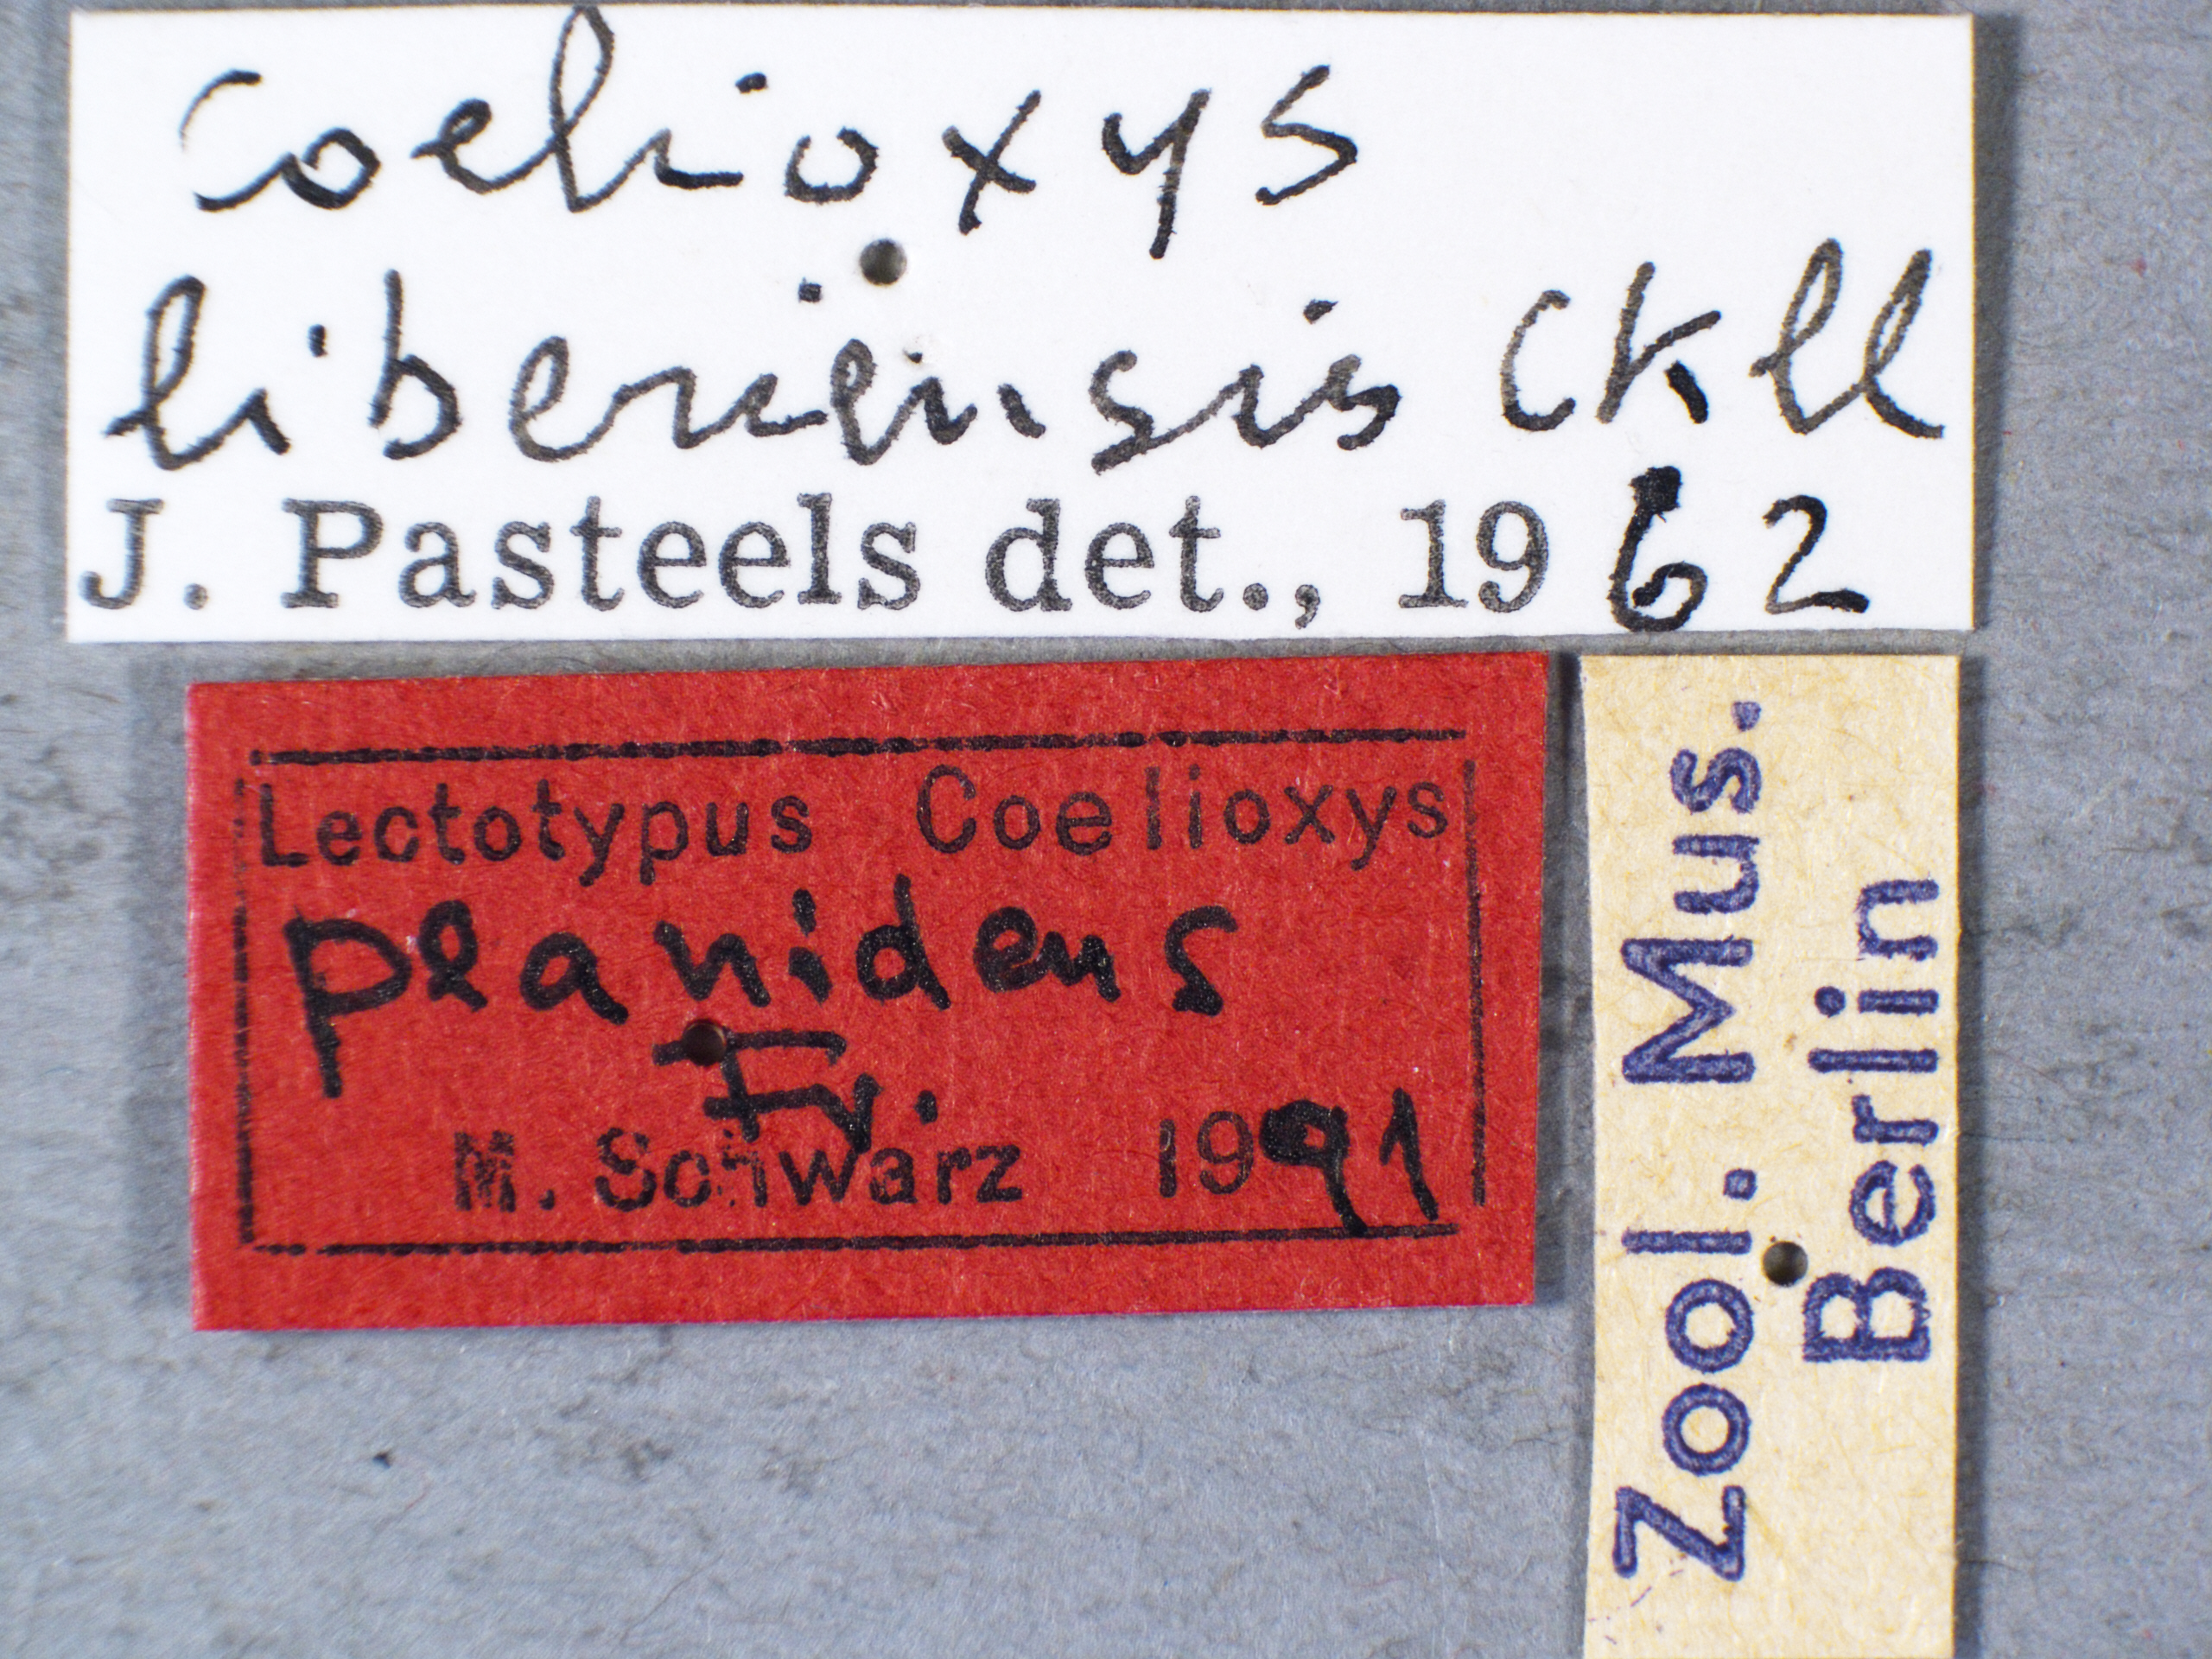 Coelioxys
liberiensis Ckll
J. Pasteels det., 1962
Lectotypus Coelioxys
planidens
Fr.
M. Schwarz 1991
Zool. Mus.
Berlin